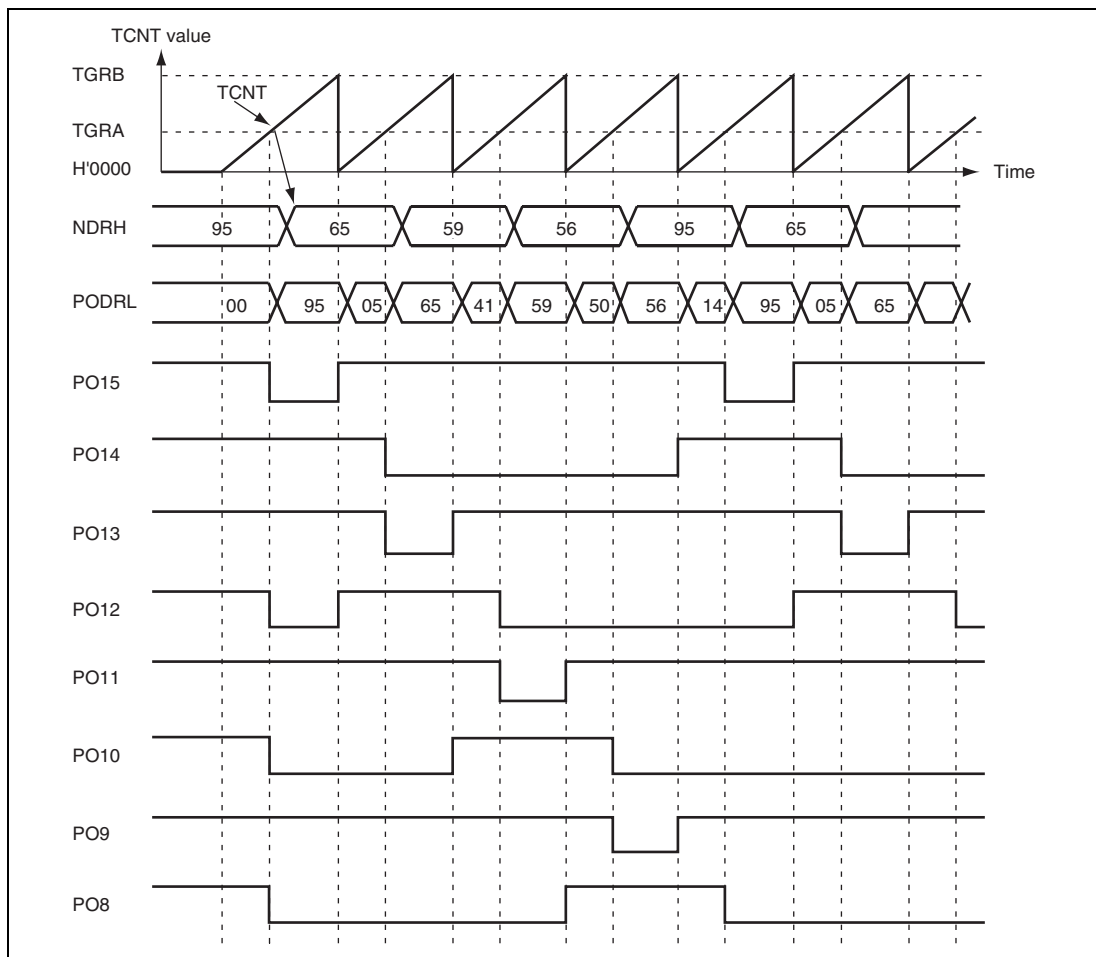 TCNT value
TGRB
TCNT
TGRA
H'0000
Time
NDRH 95 65 59 56 95 65
PODRL 00 95 05 65 41 59 50 56 14 95 05 65
PO15
PO14
PO13
PO12
PO11
PO10
PO9
PO8